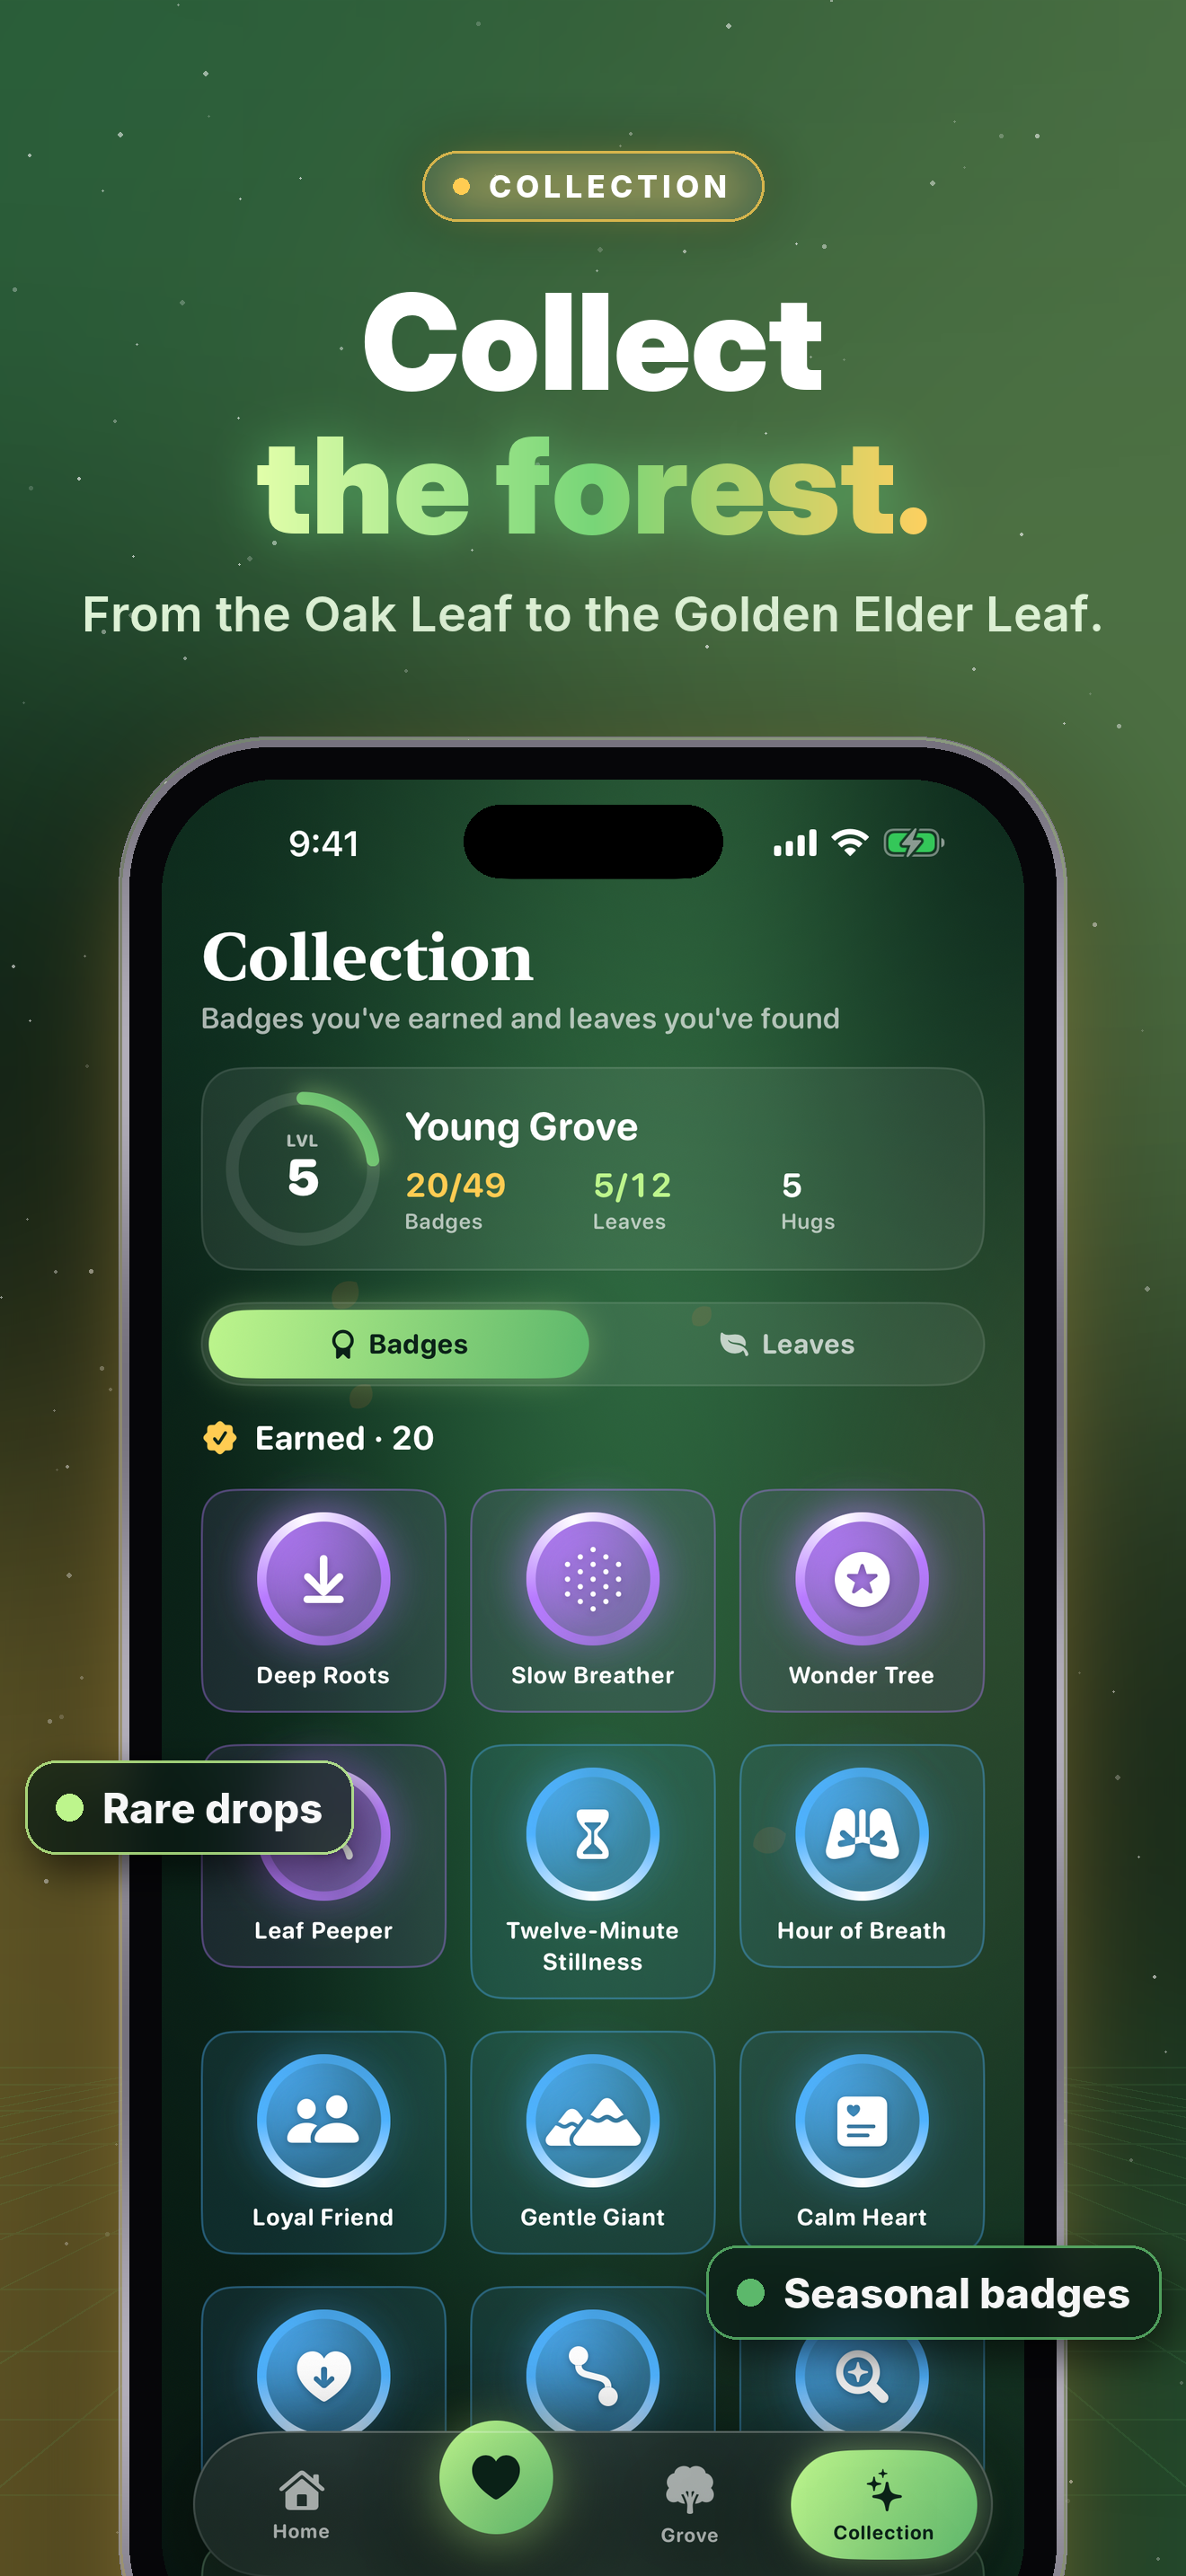 COLLECTION
Collect
the forest.
From the Oak Leaf to the Golden Elder Leaf.
9:41
Collection
Badges you've earned and leaves you've found
LVL
5
Young Grove
20/49
5/12
5
Badges
Leaves
Hugs
Badges
Leaves
Earned · 20
Deep Roots
Slow Breather
Wonder Tree
Rare drops
Leaf Peeper
Twelve-Minute
Stillness
Hour of Breath
Loyal Friend
Gentle Giant
Calm Heart
Seasonal badges
Home
Grove
Collection